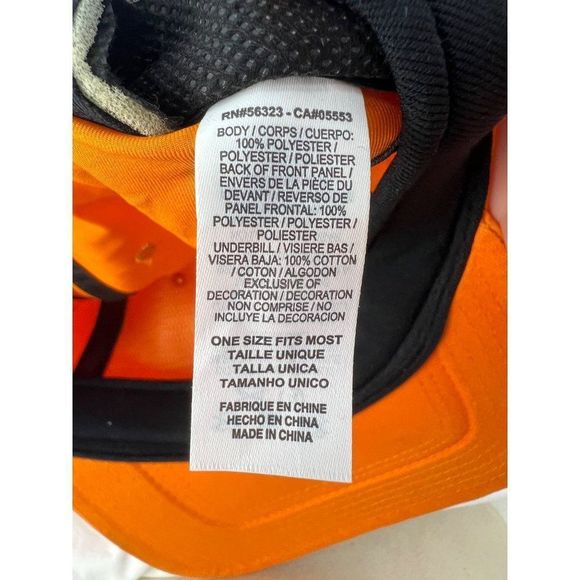 RN#56323 - CA#05553
BODY / CORPS / CUERPO:
100% POLYESTER /
POLYESTER / POLIESTER
BACK OF FRONT PANEL /
ENVERS DE LA PIÈCE DU
DEVANT / REVERSO DE
PANEL FRONTAL: 100%
POLYESTER / POLYESTER /
POLIESTER
UNDERBILL / VISIERE BAS /
VISERA BAJA: 100% COTTON
/ COTON / ALGODON
EXCLUSIVE OF
DECORATION / DECORATION
NON COMPRISE / NO
INCLUYE LA DECORACION
ONE SIZE FITS MOST
TAILLE UNIQUE
TALLA UNICA
TAMANHO UNICO
FABRIQUE EN CHINE
HECHO EN CHINA
MADE IN CHINA